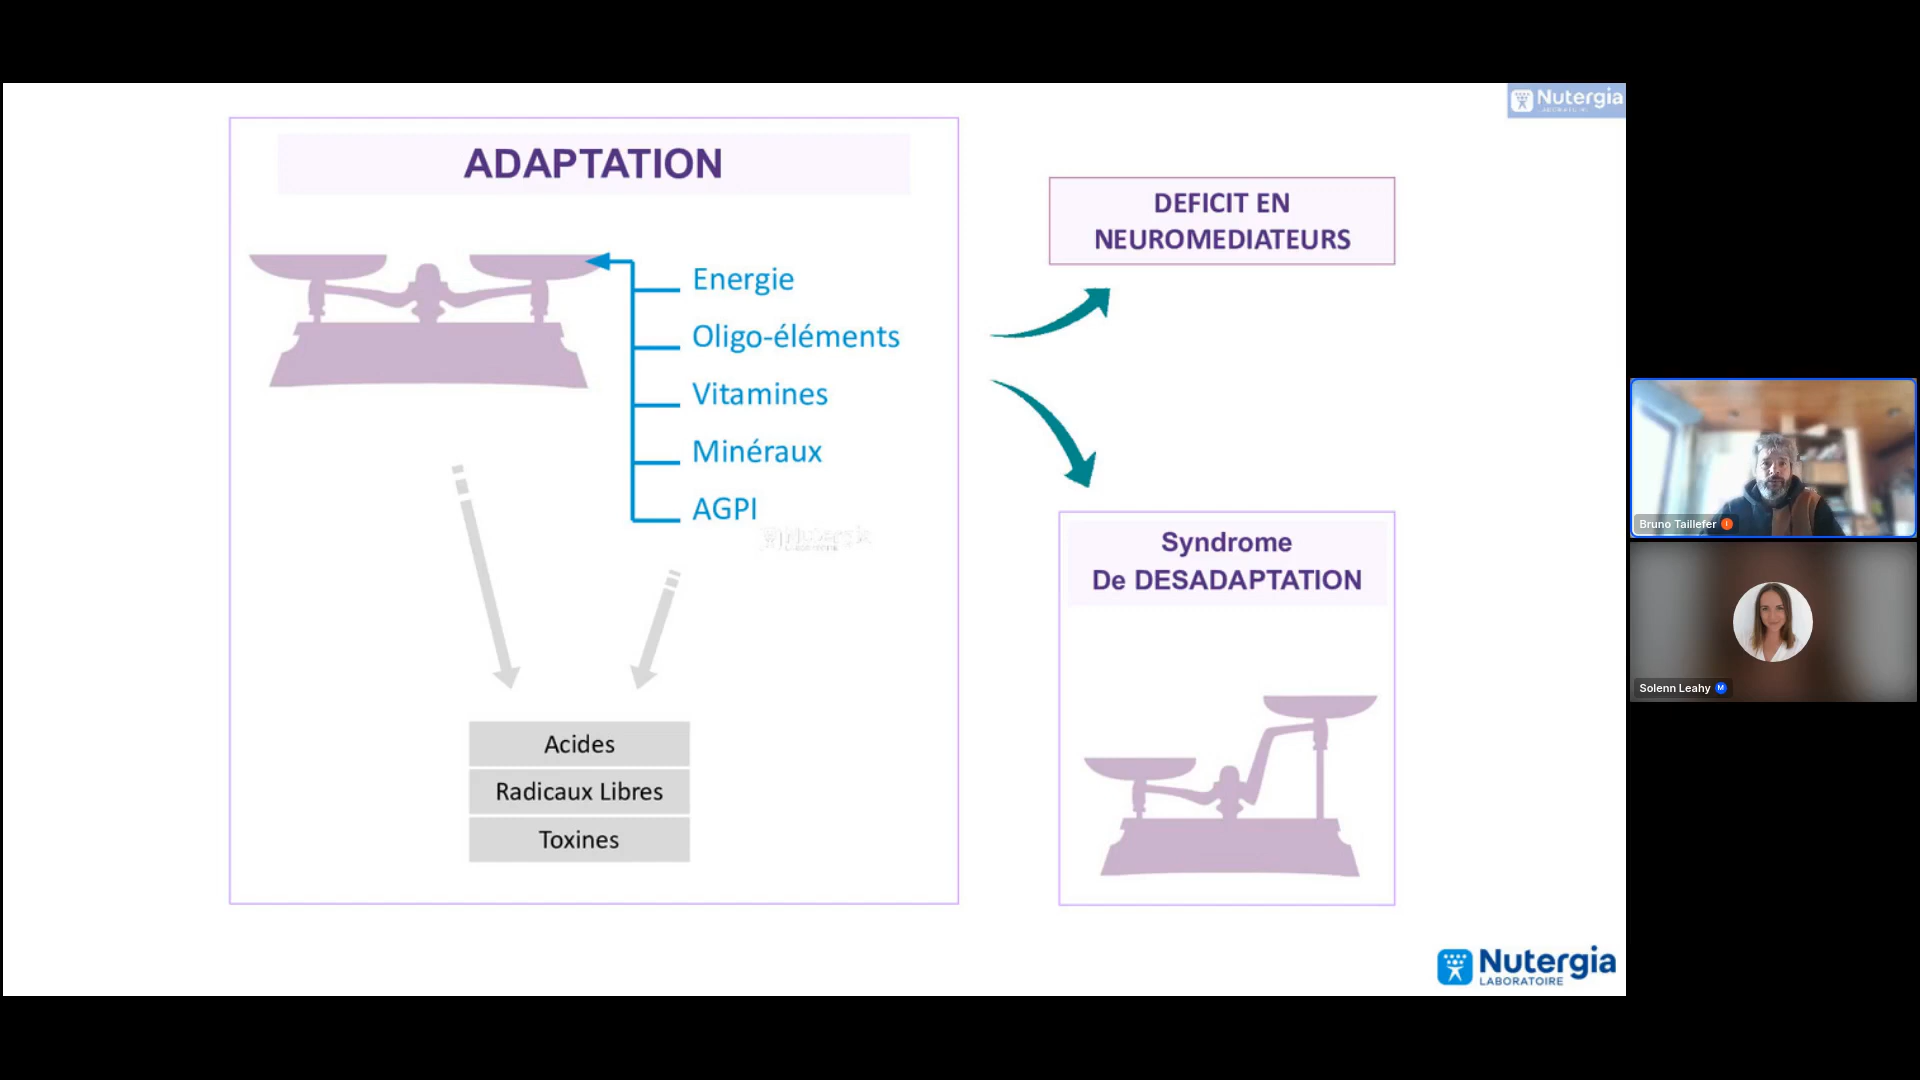 Nutergia
ADAPTATION
DEFICIT EN
NEUROMEDIATEURS
Energie
Oligo-éléments
Vitamines
Minéraux
AGPI
Nutergia
Syndrome
De DESADAPTATION
Acides
Radicaux Libres
Toxines
Nutergia
LABORATOIRE
Bruno Taillefer
Solenn Leahy M